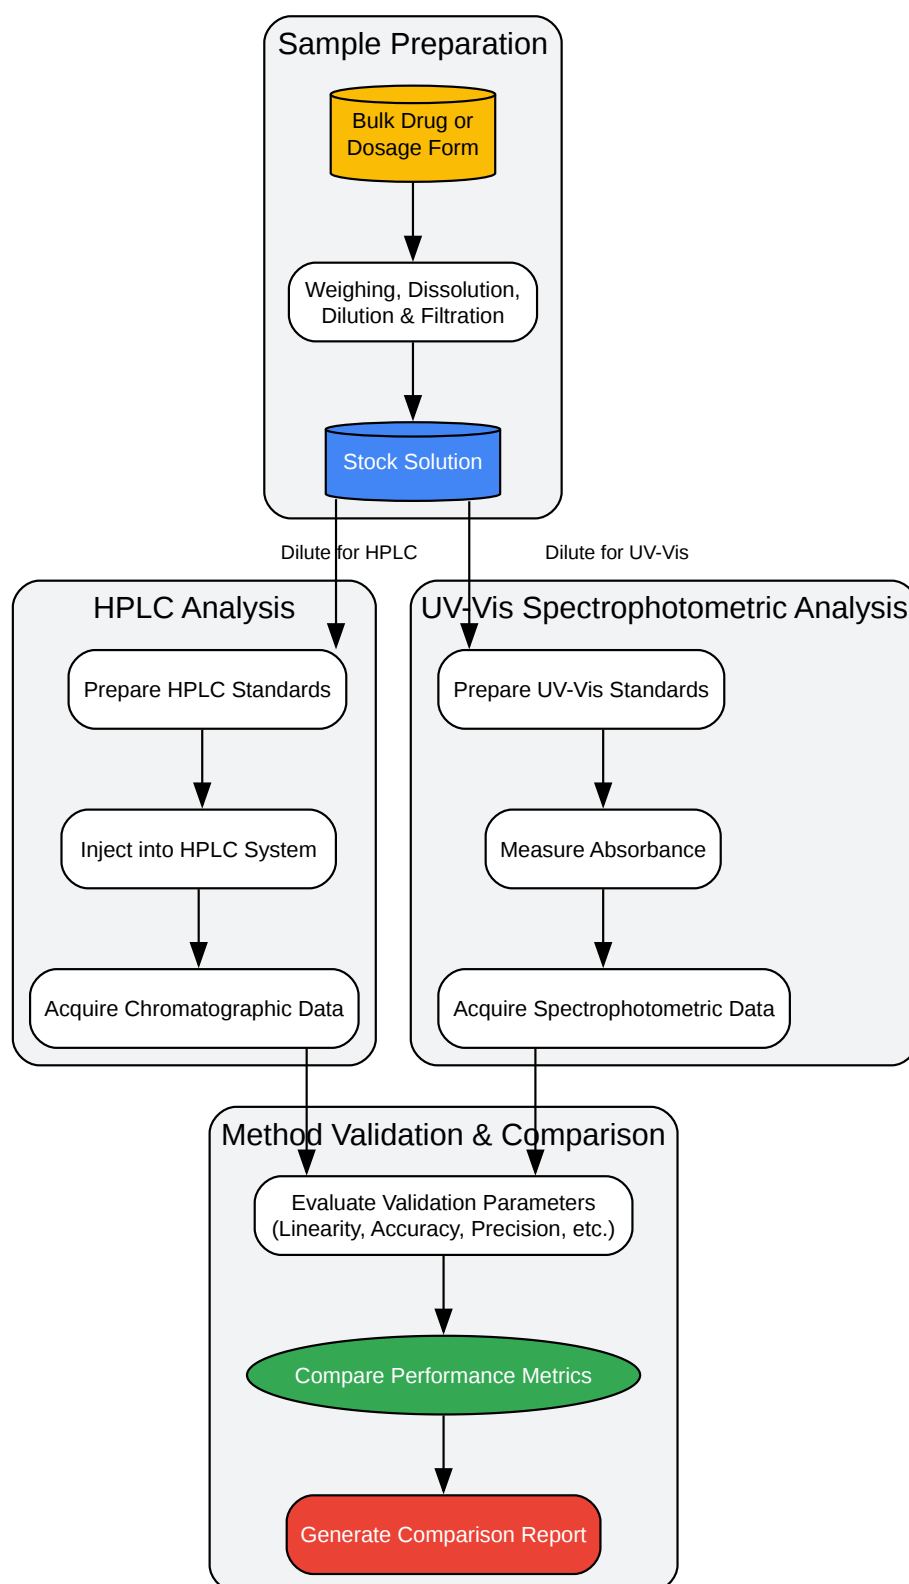 Sample Preparation
Bulk Drug or
Dosage Form
Weighing, Dissolution,
Dilution & Filtration
Stock Solution
Dilute for HPLC
Dilute for UV-Vis
HPLC Analysis
Prepare HPLC Standards
Inject into HPLC System
Acquire Chromatographic Data
UV-Vis Spectrophotometric Analysis
Prepare UV-Vis Standards
Measure Absorbance
Acquire Spectrophotometric Data
Method Validation & Comparison
Evaluate Validation Parameters
(Linearity, Accuracy, Precision, etc.)
Compare Performance Metrics
Generate Comparison Report